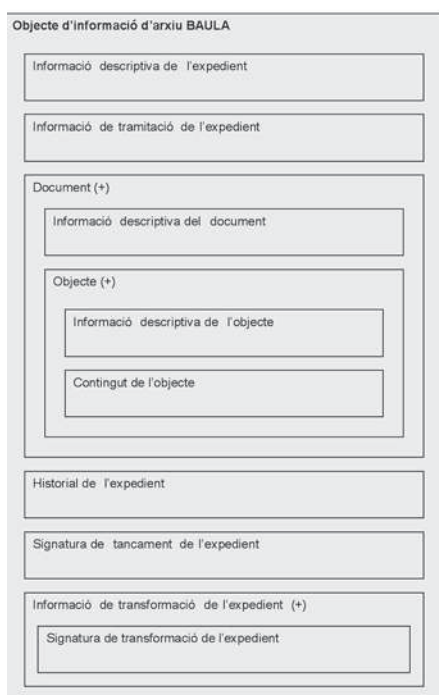 Objecte d'informació d'arxiu BAULA
Informació descriptiva de l'expedient
Informació de tramitació de l'expedient
Document (+)
Informació descriptiva del document
Objecte (+)
Informació descriptiva de l'objecte
Contingut de l'objecte
Historial de l'expedient
Signatura de tancament de l'expedient
Informació de transformació de l'expedient (+)
Signatura de transformació de l'expedient